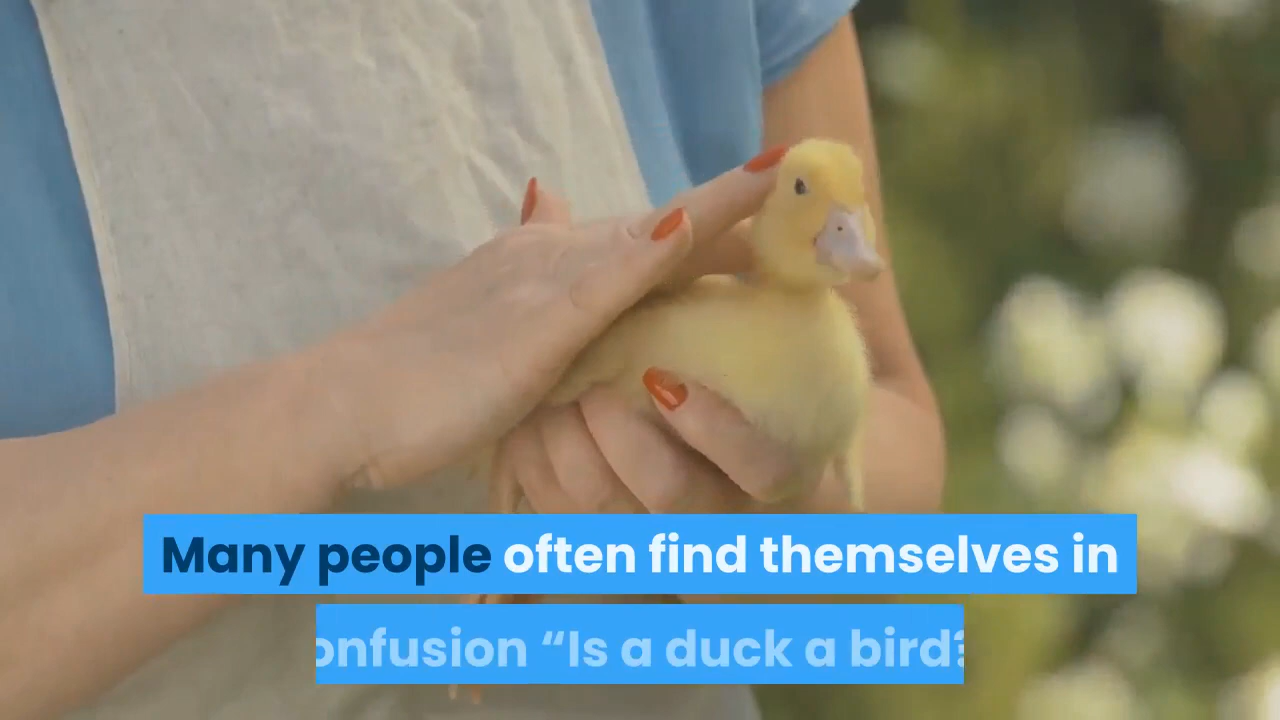 Many people often find themselves in
onfusion “Is a duck a bird?